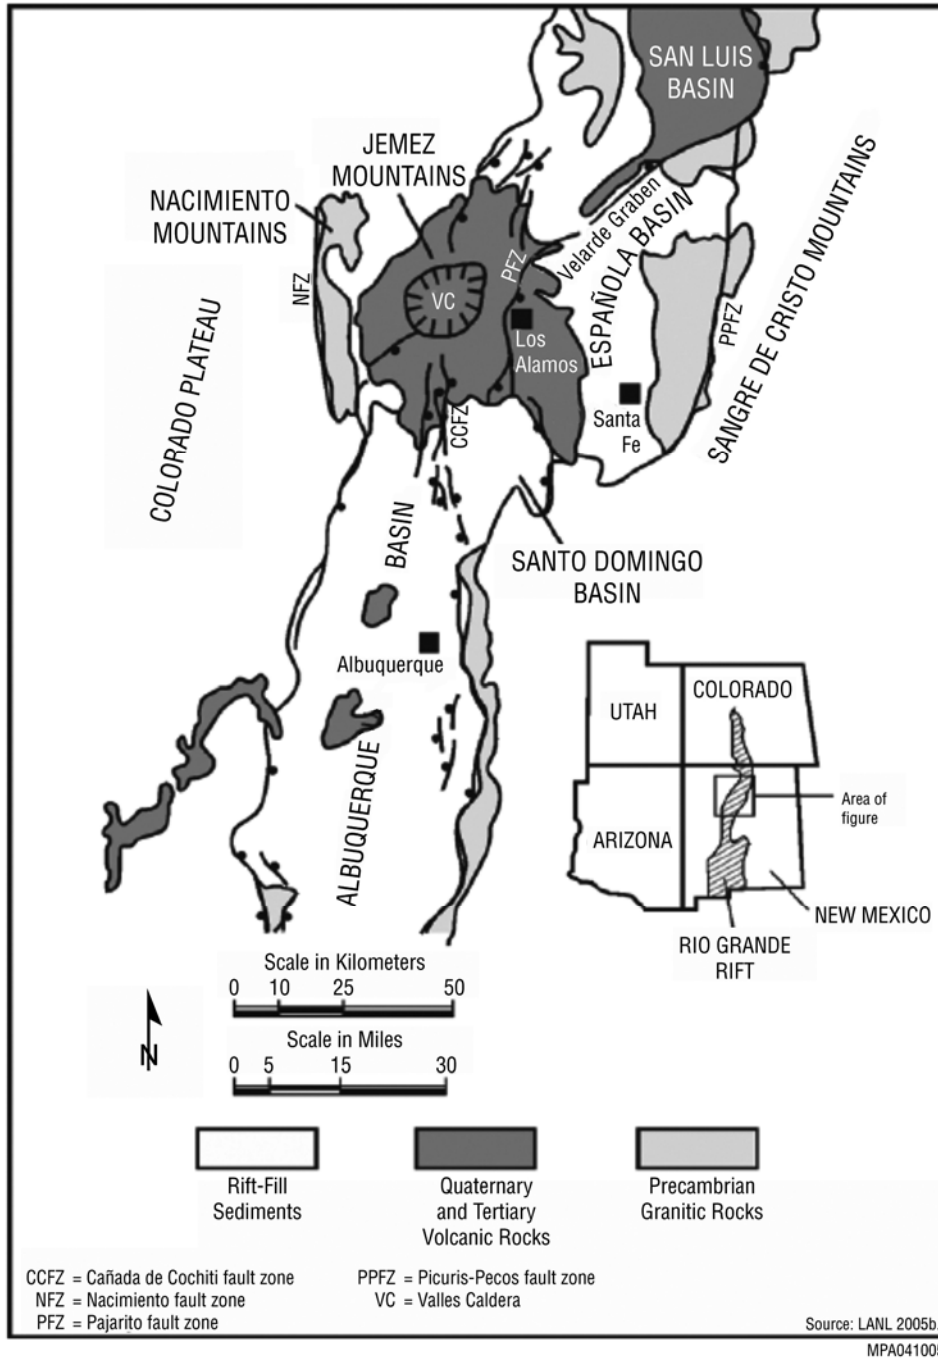 SAN LUIS
BASIN
JEMEZ
MOUNTAINS
NACIMIENTO
MOUNTAINS
Velarde Graben
ESPAÑOLA BASIN
SANGRE DE CRISTO MOUNTAINS
NFZ
VC
PFZ
PPFZ
COLORADO PLATEAU
Los
Alamos
Santa
Fe
CCFZ
BASIN
SANTO DOMINGO
BASIN
Albuquerque
ALBUQUERQUE
UTAH
COLORADO
ARIZONA
Area of
figure
NEW MEXICO
RIO GRANDE
RIFT
Scale in Kilometers
0 10 25 50
Scale in Miles
0 5 15 30
N
Rift-Fill
Sediments
Quaternary
and Tertiary
Volcanic Rocks
Precambrian
Granitic Rocks
CCFZ = Cañada de Cochiti fault zone
NFZ = Nacimiento fault zone
PFZ = Pajarito fault zone
PPFZ = Picuris-Pecos fault zone
VC = Valles Caldera
Source: LANL 2005b.